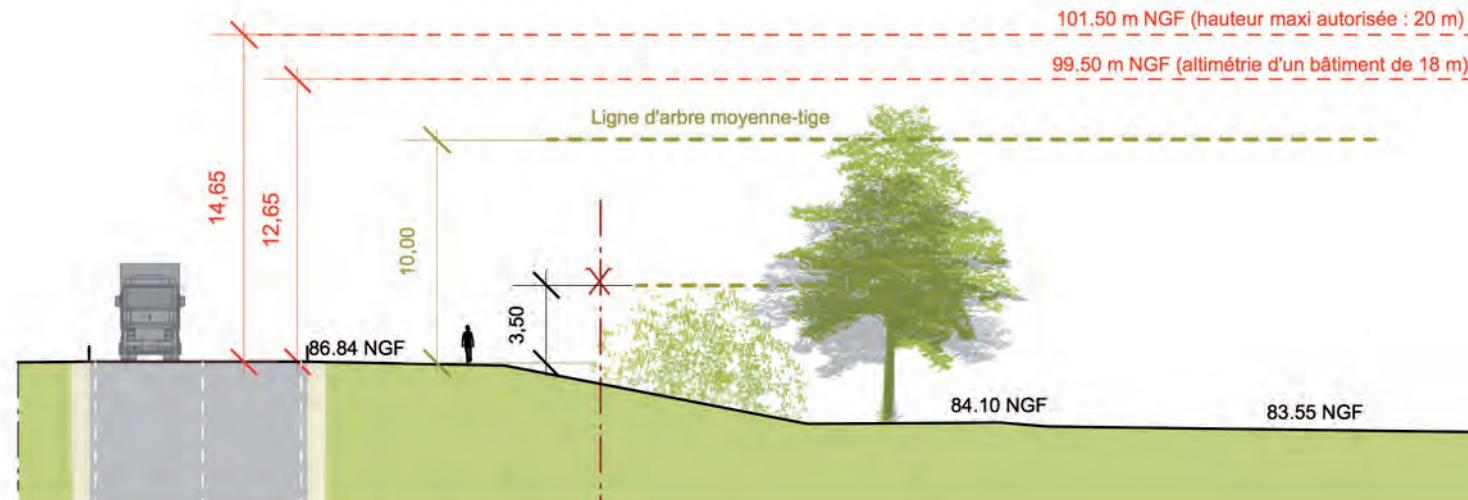 101.50 m NGF (hauteur maxi autorisée : 20 m)
99.50 m NGF (altimétrie d'un bâtiment de 18 m)
Ligne d'arbre moyenne-tige
14,65
12,65
10,00
3,50
86.84 NGF
84.10 NGF
83.55 NGF